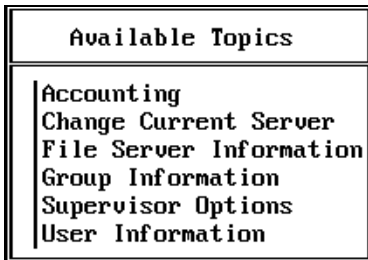 Available Topics
Accounting
Change Current Server
File Server Information
Group Information
Supervisor Options
User Information